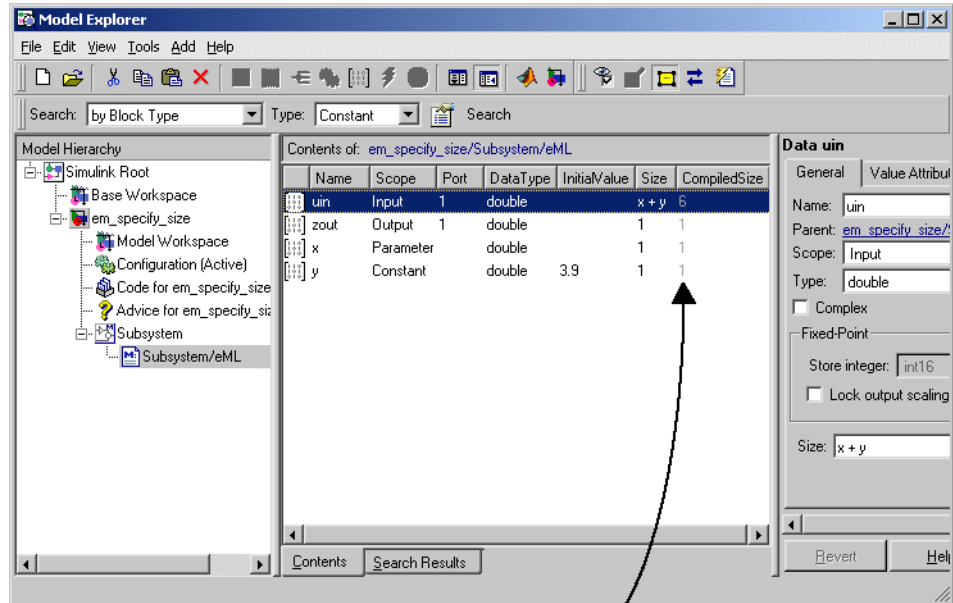 Model Explorer
File Edit View Tools Add Help
Search: by Block Type Type: Constant Search
Model Hierarchy
Simulink Root
Base Workspace
em_specify_size
Model Workspace
Configuration (Active)
Code for em_specify_size
Advice for em_specify_siz
Subsystem
Subsystem/eML
Contents of: em_specify_size/Subsystem/eML
Name Scope Port DataType InitialValue Size CompiledSize
uin Input 1 double x + y 6
zout Output 1 double 1 1
x Parameter double 1 1
y Constant double 3.9 1 1
Contents Search Results
Data uin
General Value Attribut
Name: uin
Parent: em_specify_size/S
Scope: Input
Type: double
Complex
Fixed-Point
Store integer: int16
Lock output scaling
Size: x + y
Revert Help